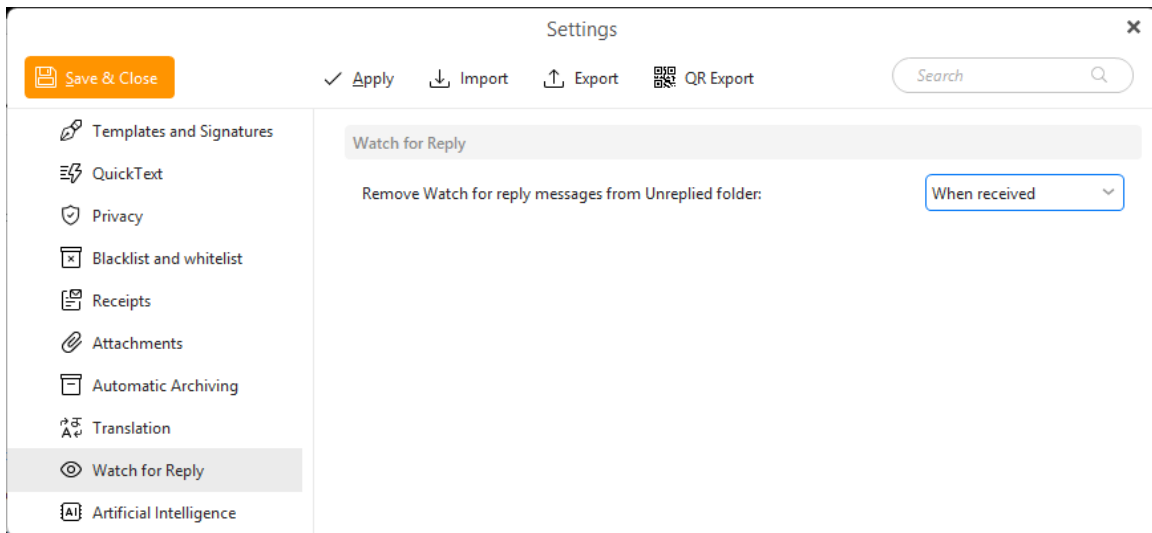 Settings
Save & Close
Apply
Import
Export
QR Export
Search
Templates and Signatures
QuickText
Privacy
Blacklist and whitelist
Receipts
Attachments
Automatic Archiving
Translation
Watch for Reply
AI Artificial Intelligence
Watch for Reply
Remove Watch for reply messages from Unreplied folder:
When received